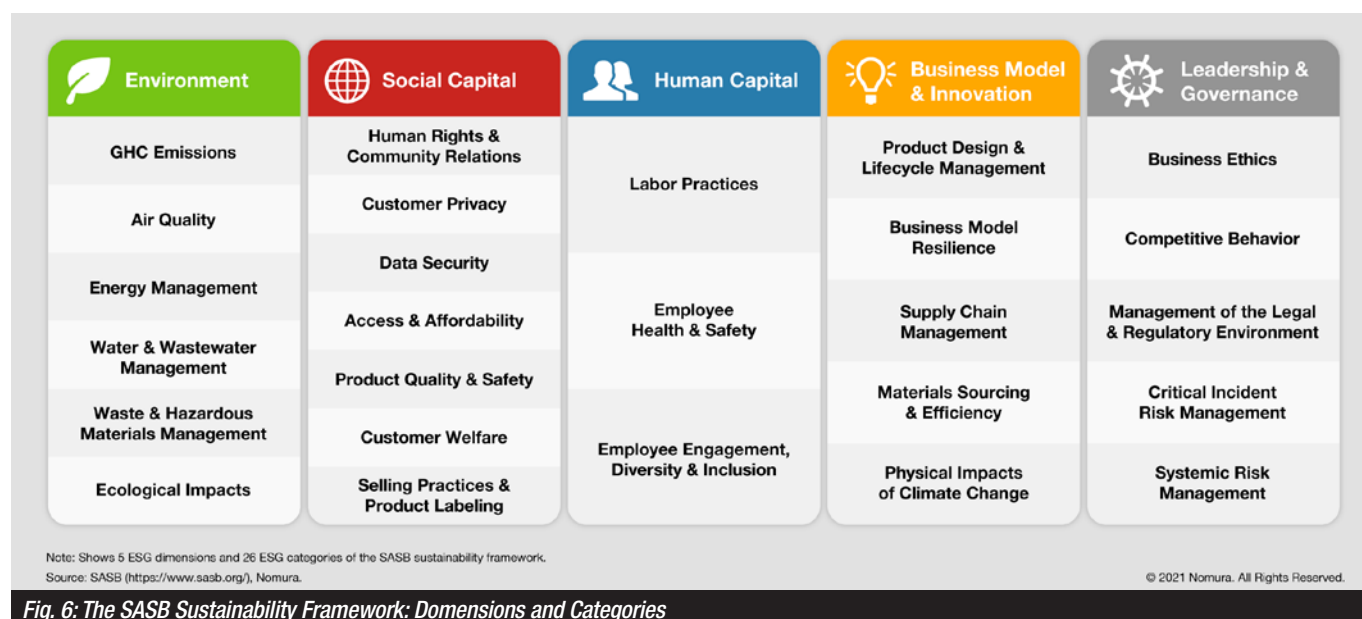 Environment
GHC Emissions
Air Quality
Energy Management
Water & Wastewater
Management
Waste & Hazardous
Materials Management
Ecological Impacts
Social Capital
Human Rights &
Community Relations
Customer Privacy
Data Security
Access & Affordability
Product Quality & Safety
Customer Welfare
Selling Practices &
Product Labeling
Human Capital
Labor Practices
Employee
Health & Safety
Employee Engagement,
Diversity & Inclusion
Business Model
& Innovation
Product Design &
Lifecycle Management
Business Model
Resilience
Supply Chain
Management
Materials Sourcing
& Efficiency
Physical Impacts
of Climate Change
Leadership &
Governance
Business Ethics
Competitive Behavior
Management of the Legal
& Regulatory Environment
Critical Incident
Risk Management
Systemic Risk
Management
Note: Shows 5 ESG dimensions and 26 ESG categories of the SASB sustainability framework.
Source: SASB (https://www.sasb.org/), Nomura.
© 2021 Nomura. All Rights Reserved.
Fig. 6: The SASB Sustainability Framework: Domensions and Categories